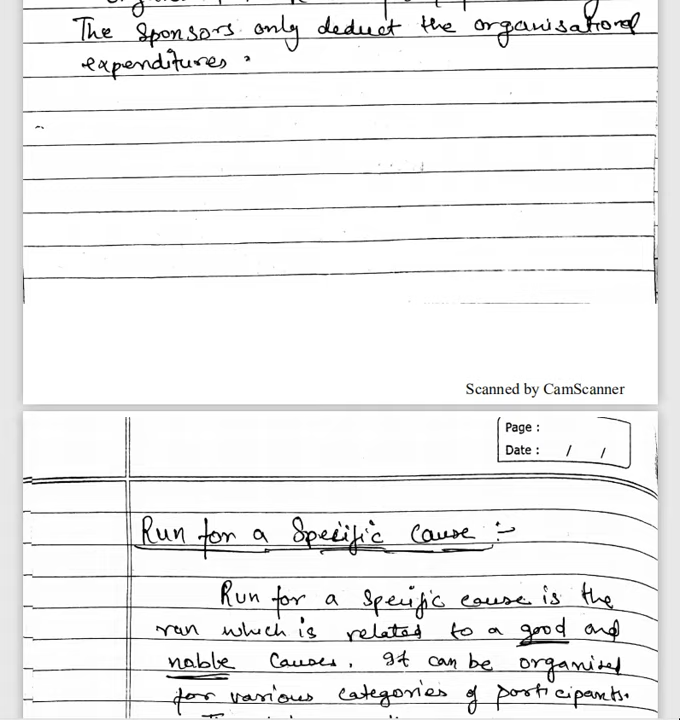 The Sponsors only deduct the organisational
expenditures.
Scanned by CamScanner
Page :
Date : / /
Run for a Specific Cause :-
Run for a specific cause is the
run which is related to a good and
noble Causes. It can be organised
for various categories of participants.